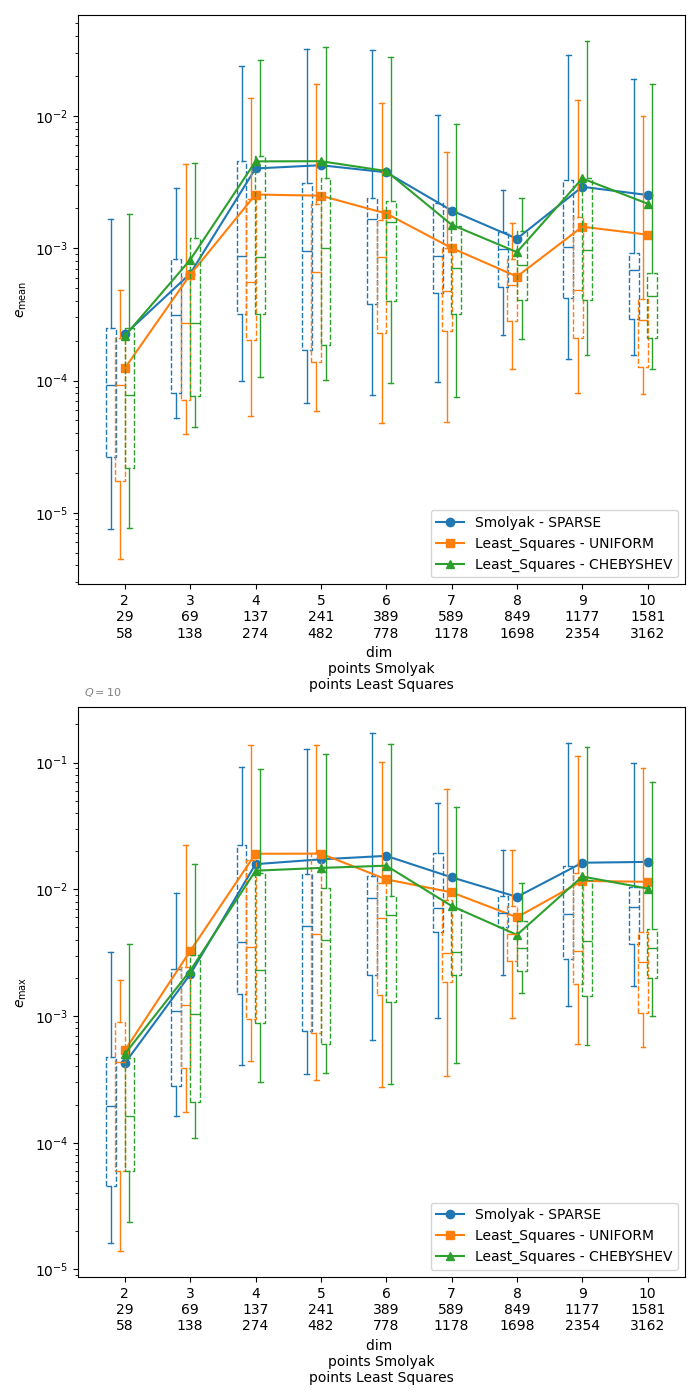 10⁻²
10⁻³
10⁻⁴
10⁻⁵
e_mean
Smolyak - SPARSE
Least_Squares - UNIFORM
Least_Squares - CHEBYSHEV
2 3 4 5 6 7 8 9 10
29 69 137 241 389 589 849 1177 1581
58 138 274 482 778 1178 1698 2354 3162
dim
points Smolyak
points Least Squares
Q = 10
10⁻¹
10⁻²
10⁻³
10⁻⁴
10⁻⁵
e_max
Smolyak - SPARSE
Least_Squares - UNIFORM
Least_Squares - CHEBYSHEV
2 3 4 5 6 7 8 9 10
29 69 137 241 389 589 849 1177 1581
58 138 274 482 778 1178 1698 2354 3162
dim
points Smolyak
points Least Squares